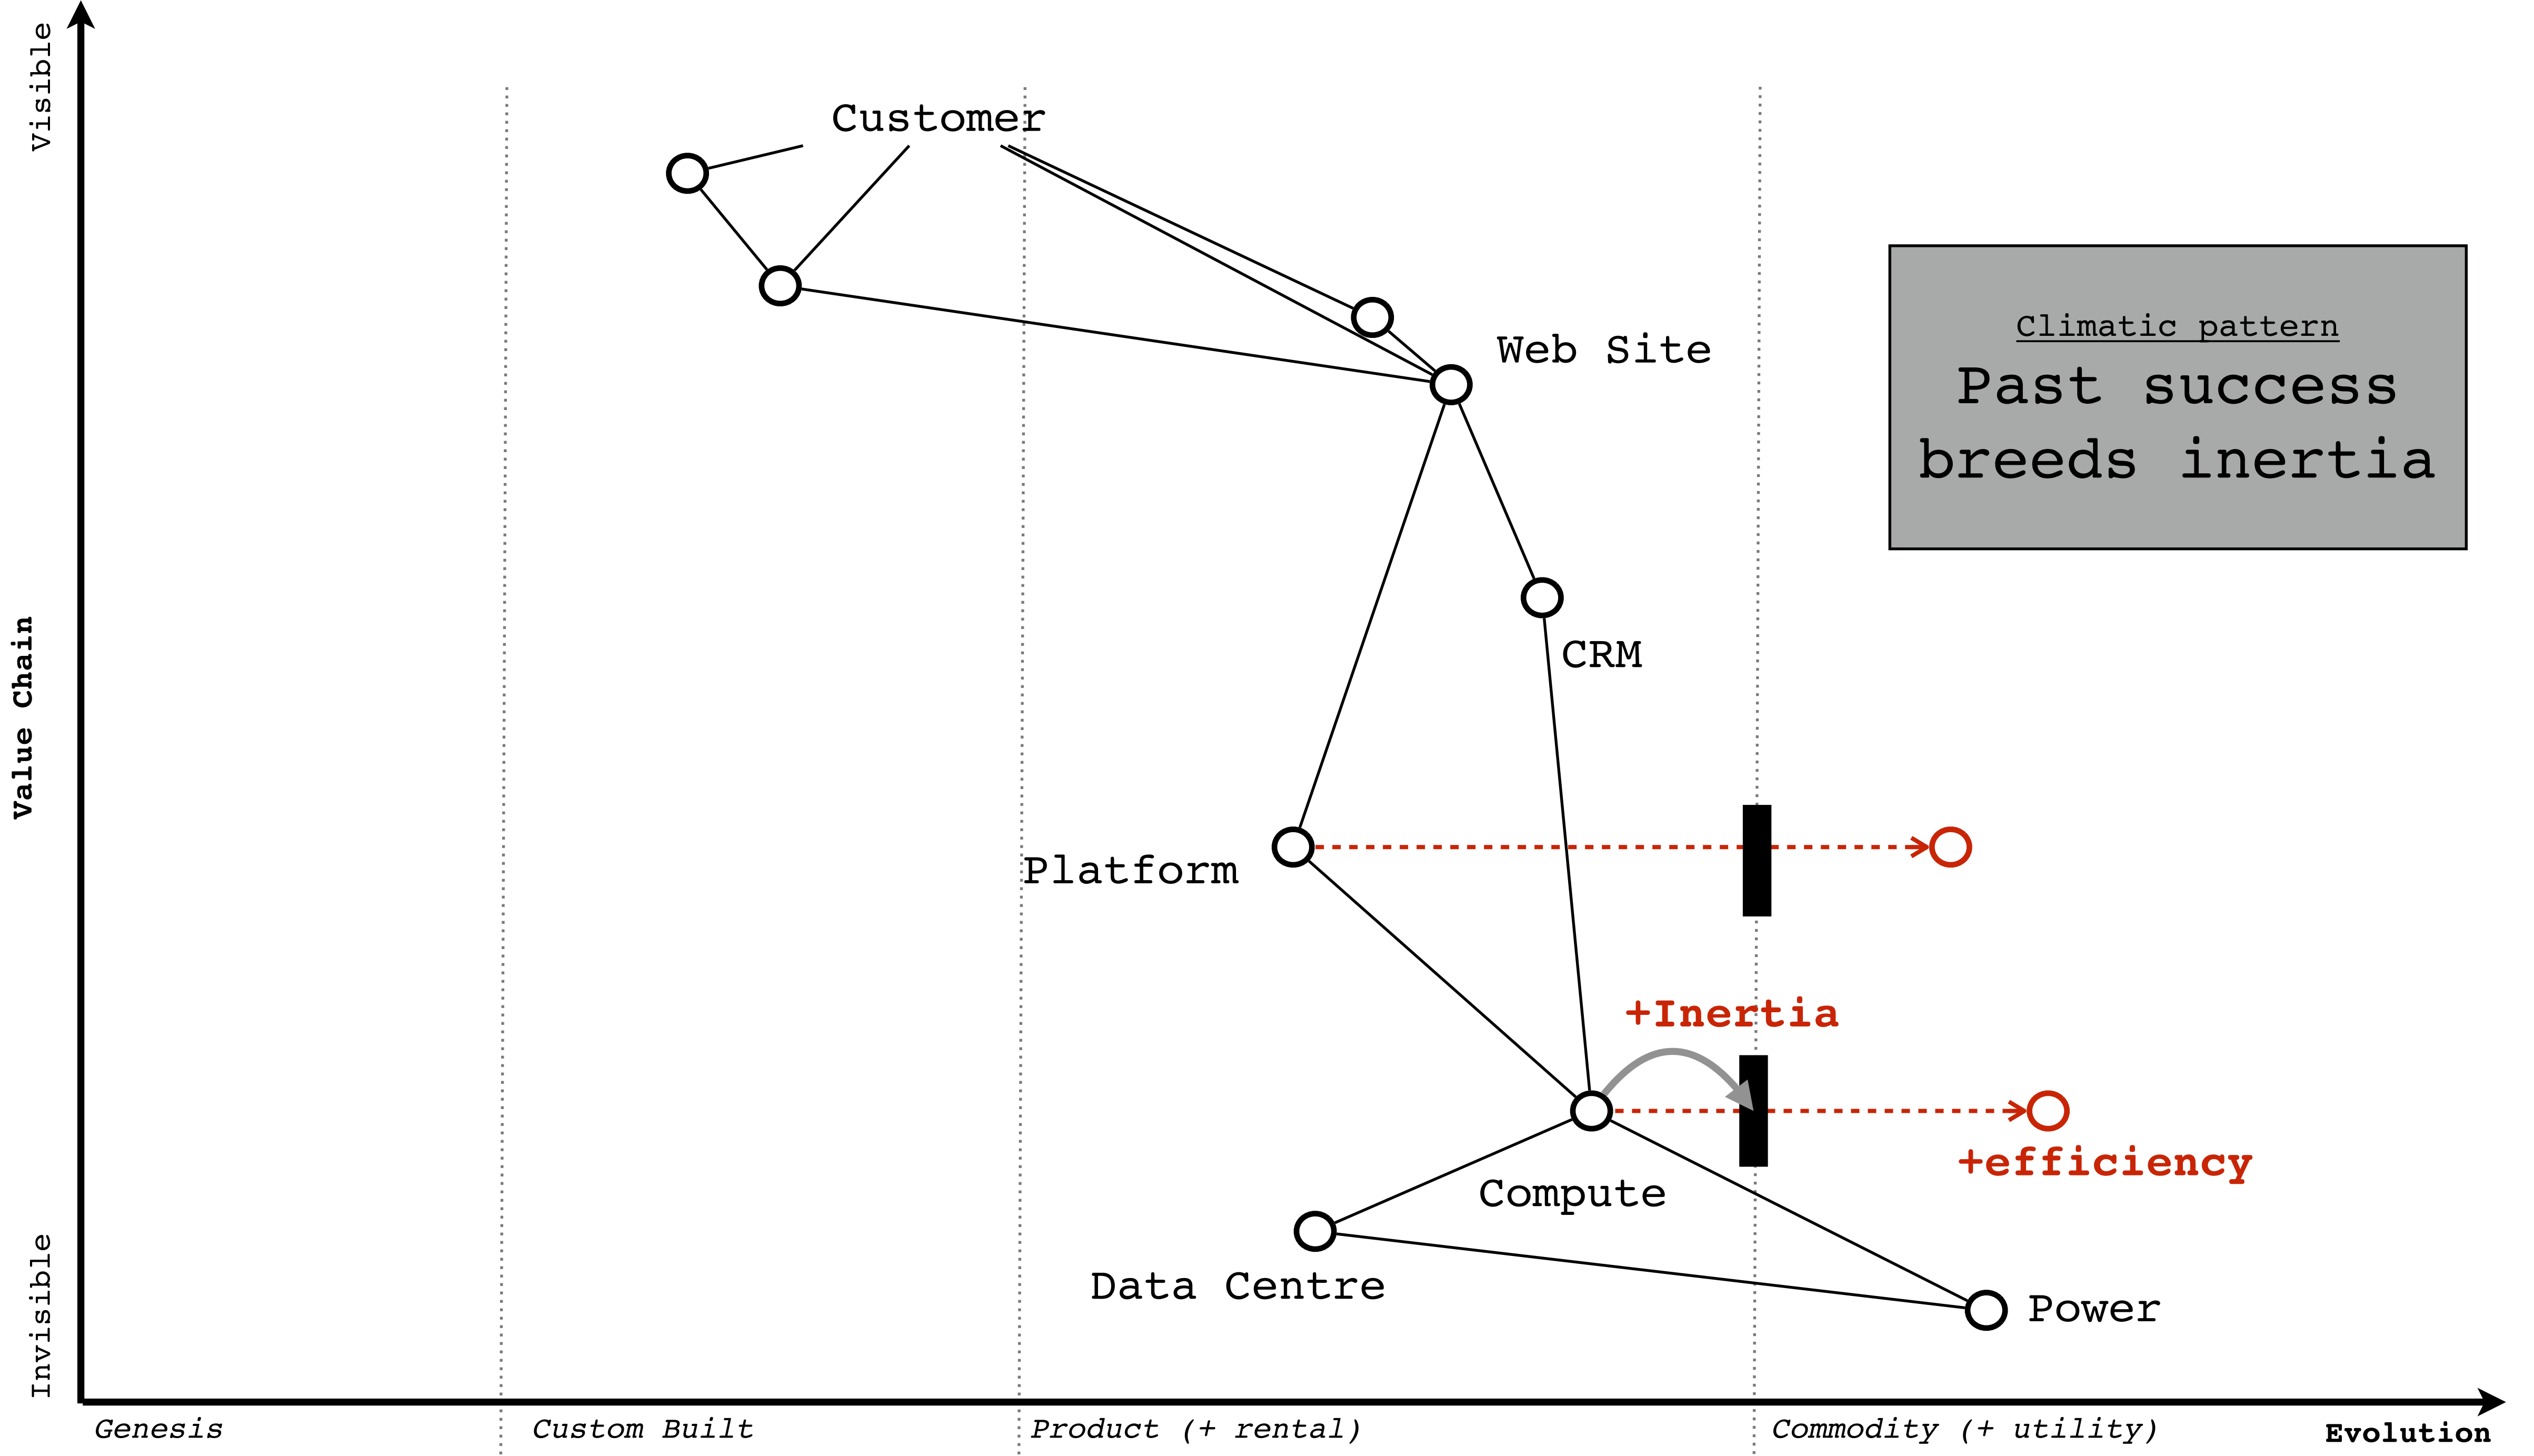 Visible
Customer
Web Site
Climatic pattern
Past success
breeds inertia
Value Chain
CRM
Platform
+Inertia
+efficiency
Compute
Data Centre
Power
Invisible
Genesis
Custom Built
Product (+ rental)
Commodity (+ utility)
Evolution